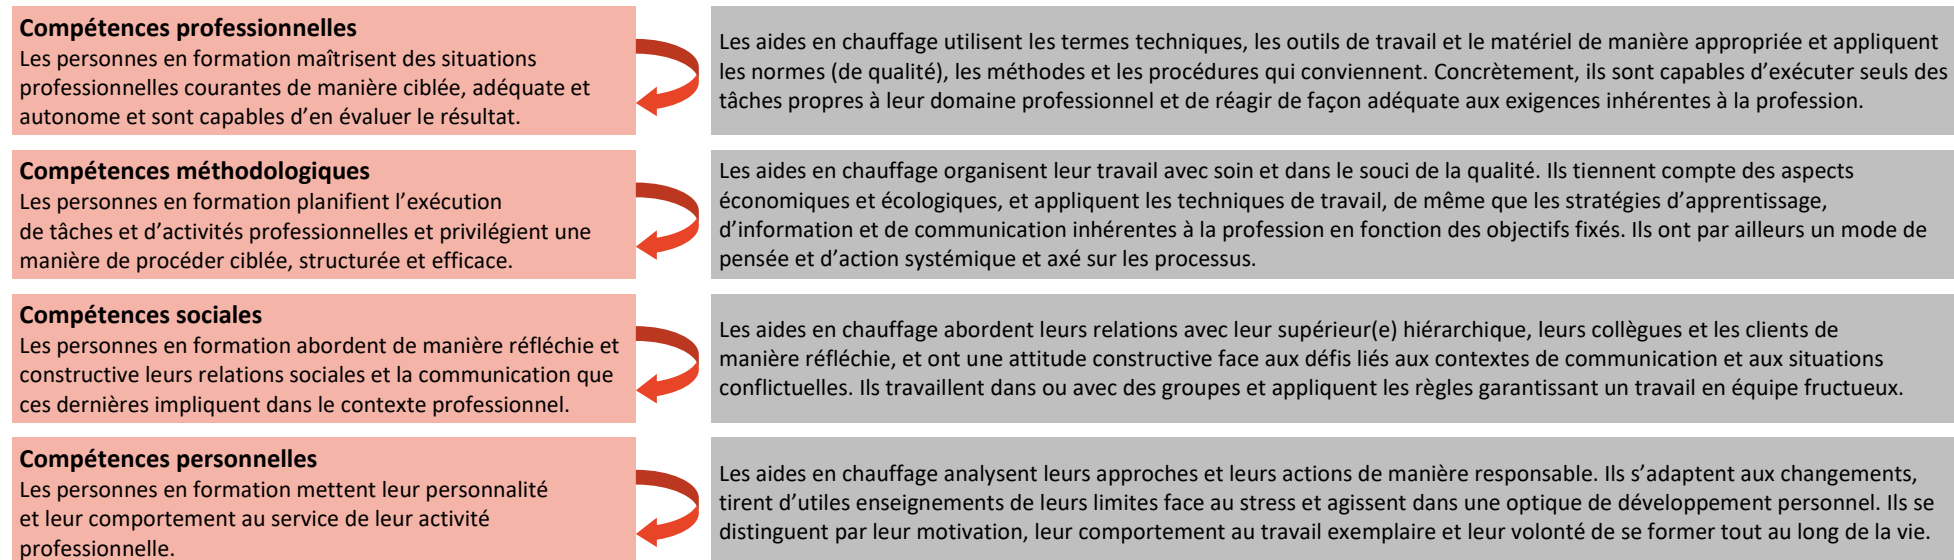 Compétences professionnelles
Les personnes en formation maîtrisent des situations
professionnelles courantes de manière ciblée, adéquate et
autonome et sont capables d’en évaluer le résultat.
Les aides en chauffage utilisent les termes techniques, les outils de travail et le matériel de manière appropriée et appliquent
les normes (de qualité), les méthodes et les procédures qui conviennent. Concrètement, ils sont capables d’exécuter seuls des
tâches propres à leur domaine professionnel et de réagir de façon adéquate aux exigences inhérentes à la profession.
Compétences méthodologiques
Les personnes en formation planifient l’exécution
de tâches et d’activités professionnelles et privilégient une
manière de procéder ciblée, structurée et efficace.
Les aides en chauffage organisent leur travail avec soin et dans le souci de la qualité. Ils tiennent compte des aspects
économiques et écologiques, et appliquent les techniques de travail, de même que les stratégies d’apprentissage,
d’information et de communication inhérentes à la profession en fonction des objectifs fixés. Ils ont par ailleurs un mode de
pensée et d’action systémique et axé sur les processus.
Compétences sociales
Les personnes en formation abordent de manière réfléchie et
constructive leurs relations sociales et la communication que
ces dernières impliquent dans le contexte professionnel.
Les aides en chauffage abordent leurs relations avec leur supérieur(e) hiérarchique, leurs collègues et les clients de
manière réfléchie, et ont une attitude constructive face aux défis liés aux contextes de communication et aux situations
conflictuelles. Ils travaillent dans ou avec des groupes et appliquent les règles garantissant un travail en équipe fructueux.
Compétences personnelles
Les personnes en formation mettent leur personnalité
et leur comportement au service de leur activité
professionnelle.
Les aides en chauffage analysent leurs approches et leurs actions de manière responsable. Ils s’adaptent aux changements,
tirent d’utiles enseignements de leurs limites face au stress et agissent dans une optique de développement personnel. Ils se
distinguent par leur motivation, leur comportement au travail exemplaire et leur volonté de se former tout au long de la vie.